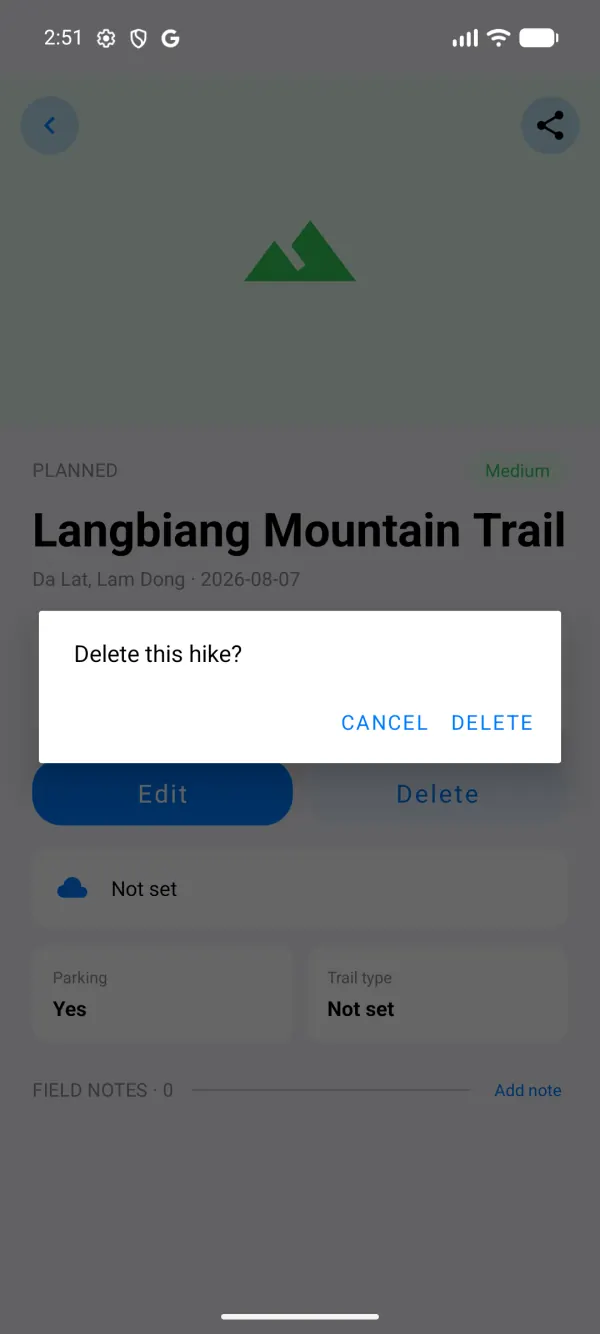 2:51
PLANNED Medium
Langbiang Mountain Trail
Da Lat, Lam Dong · 2026-08-07
Delete this hike?
CANCEL DELETE
Edit Delete
Not set
Parking Trail type
Yes Not set
FIELD NOTES · 0 Add note